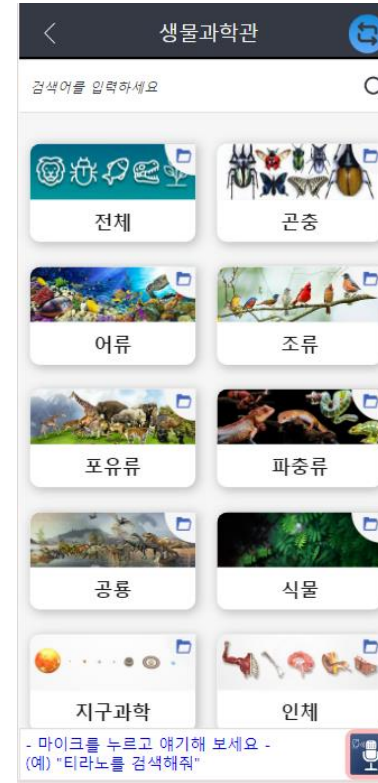 생물과학관
검색어를 입력하세요
전체
곤충
어류
조류
포유류
파충류
공룡
식물
지구과학
인체
- 마이크를 누르고 얘기해 보세요 -
(예) "티라노를 검색해줘"